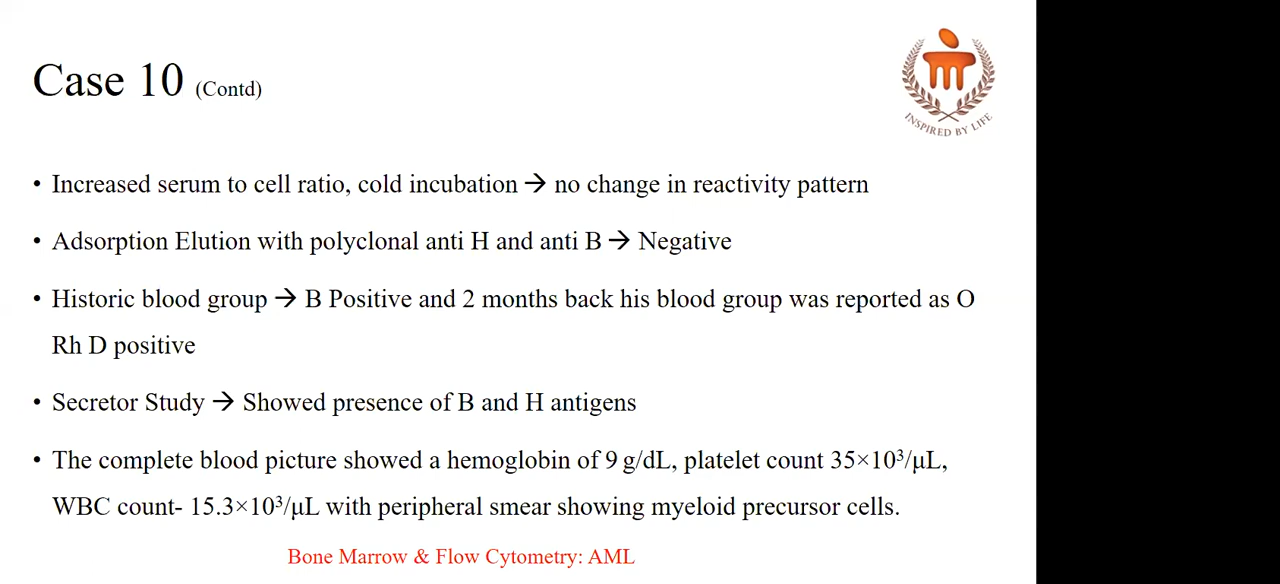 Case 10 (Contd)
INSPIRED BY LIFE
• Increased serum to cell ratio, cold incubation → no change in reactivity pattern
• Adsorption Elution with polyclonal anti H and anti B → Negative
• Historic blood group → B Positive and 2 months back his blood group was reported as O
Rh D positive
• Secretor Study → Showed presence of B and H antigens
• The complete blood picture showed a hemoglobin of 9 g/dL, platelet count 35×10³/μL,
WBC count- 15.3×10³/μL with peripheral smear showing myeloid precursor cells.
Bone Marrow & Flow Cytometry: AML